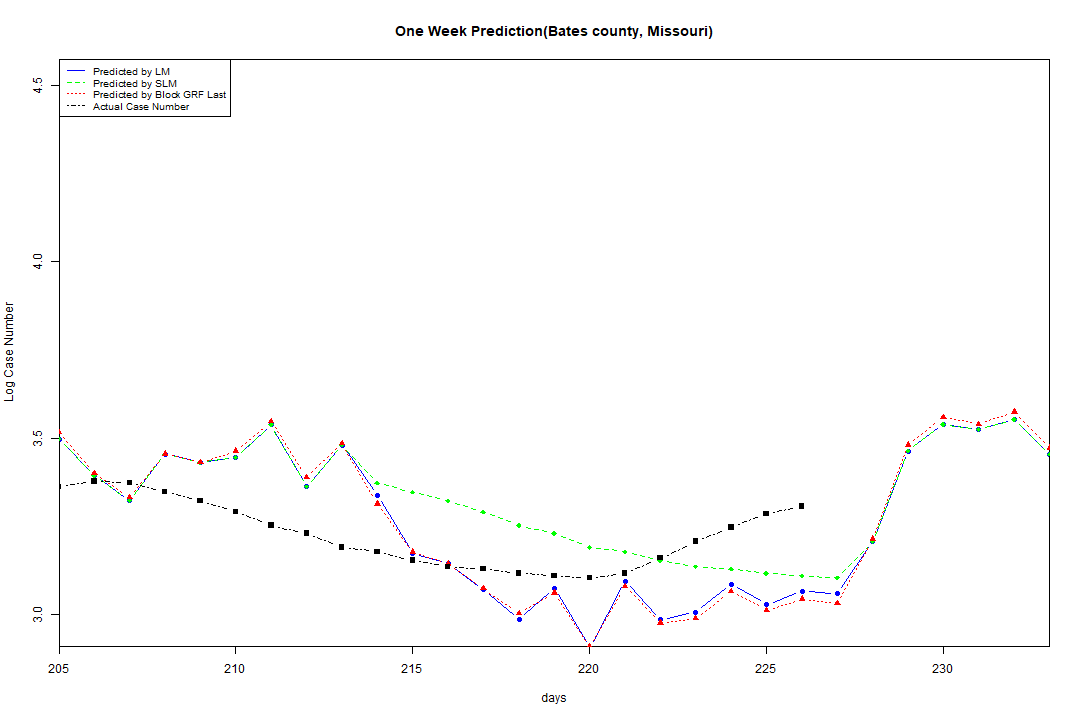 One Week Prediction(Bates county, Missouri)
Predicted by LM
Predicted by SLM
Predicted by Block GRF Last
Actual Case Number
4.5
4.0
3.5
3.0
Log Case Number
205 210 215 220 225 230
days